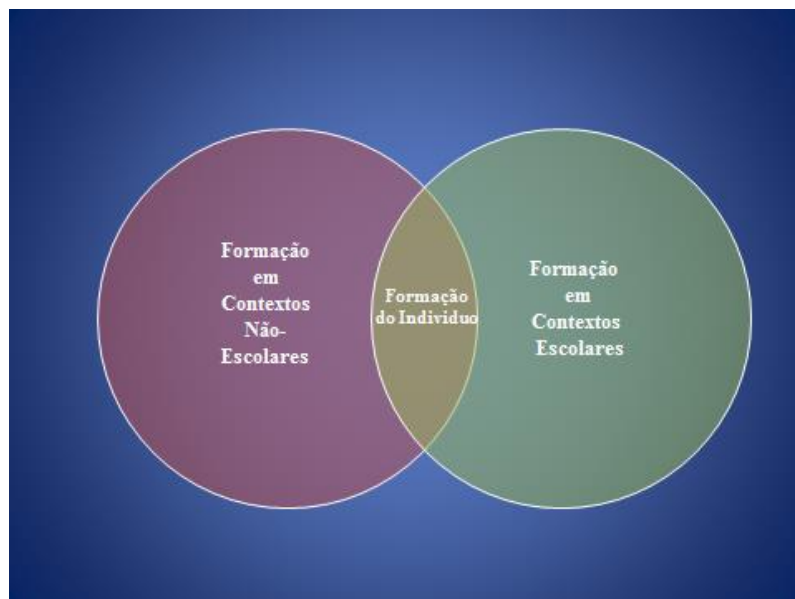 Formação
em
Contextos
Não-
Escolares
Formação
do Individuo
Formação
em
Contextos
Escolares